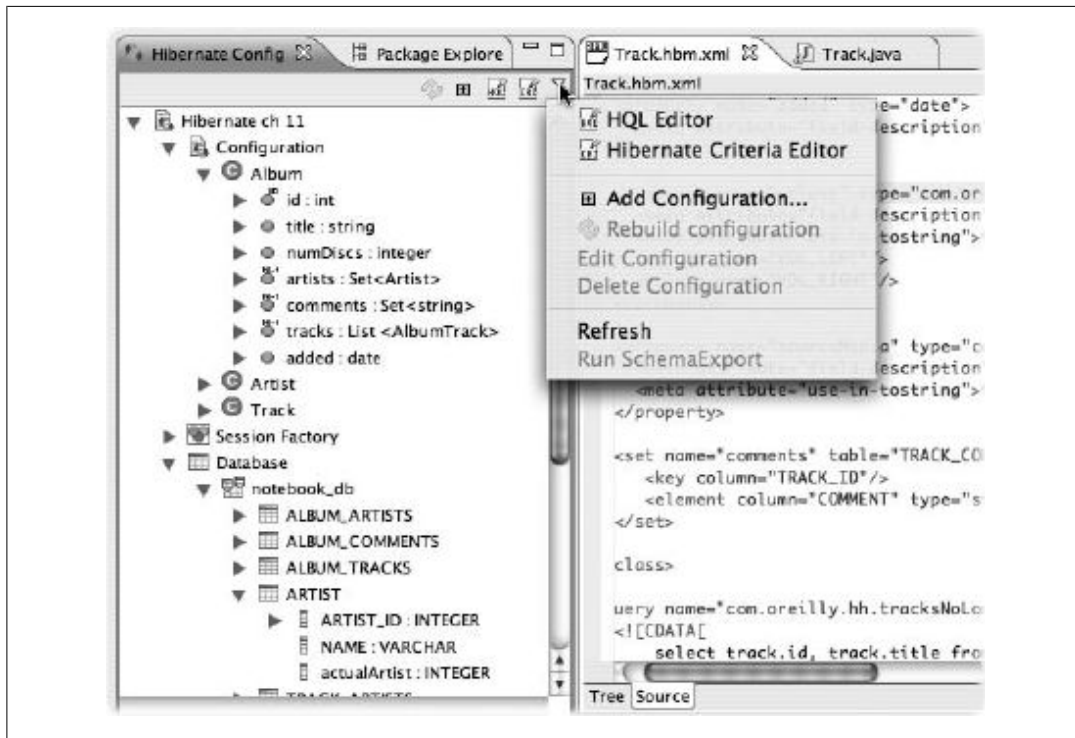 Hibernate Config
Package Explore
Hibernate ch 11
Configuration
Album
id : int
title : string
numDiscs : integer
artists : Set<Artist>
comments : Set<string>
tracks : List <AlbumTrack>
added : date
Artist
Track
Session Factory
Database
notebook_db
ALBUM_ARTISTS
ALBUM_COMMENTS
ALBUM_TRACKS
ARTIST
ARTIST_ID : INTEGER
NAME : VARCHAR
actualArtist : INTEGER
TRACK_ARTISTS
Track.hbm.xml
Track.java
Track.hbm.xml
HQL Editor
Hibernate Criteria Editor
Add Configuration...
Rebuild configuration
Edit Configuration
Delete Configuration
Refresh
Run SchemaExport
e="date">
description
pe="com.or
escription
tostring">
/>
/>
" type="c
escription
<meta attribute="use-in-tostring">
</property>
<set name="comments" table="TRACK_CO
<key column="TRACK_ID"/>
<element column="COMMENT" type="s
</set>
class>
uery name="com.oreilly.hh.tracksNoLo
<![CDATA[
select track.id, track.title fro
Tree
Source